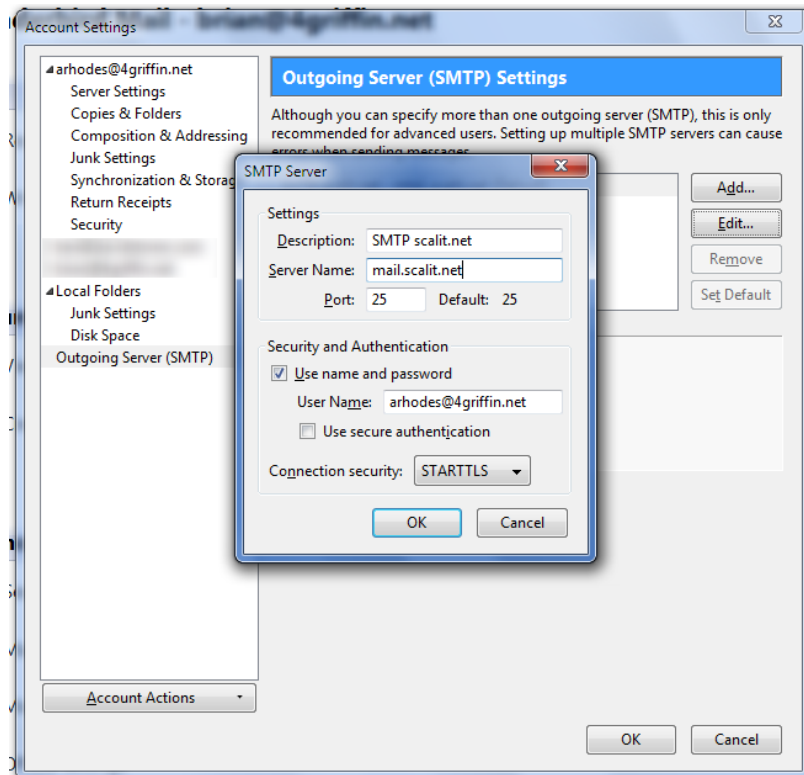 Account Settings
arhodes@4griffin.net
Server Settings
Copies & Folders
Composition & Addressing
Junk Settings
Synchronization & Storag
Return Receipts
Security
Local Folders
Junk Settings
Disk Space
Outgoing Server (SMTP)
Account Actions
Outgoing Server (SMTP) Settings
Although you can specify more than one outgoing server (SMTP), this is only
recommended for advanced users. Setting up multiple SMTP servers can cause
errors when sending messages.
Add...
Edit...
Remove
Set Default
SMTP Server
Settings
Description: SMTP scalit.net
Server Name: mail.scalit.net
Port: 25 Default: 25
Security and Authentication
Use name and password
User Name: arhodes@4griffin.net
Use secure authentication
Connection security: STARTTLS
OK Cancel
OK Cancel